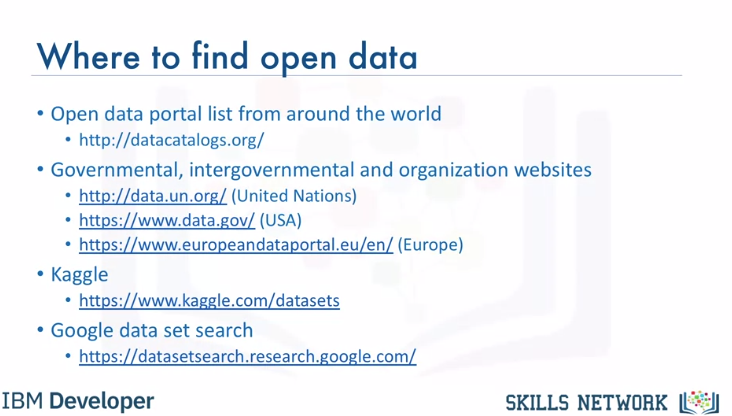 Where to find open data
• Open data portal list from around the world
• http://datacatalogs.org/
• Governmental, intergovernmental and organization websites
• http://data.un.org/ (United Nations)
• https://www.data.gov/ (USA)
• https://www.europeandataportal.eu/en/ (Europe)
• Kaggle
• https://www.kaggle.com/datasets
• Google data set search
• https://datasetsearch.research.google.com/
IBM Developer
SKILLS NETWORK